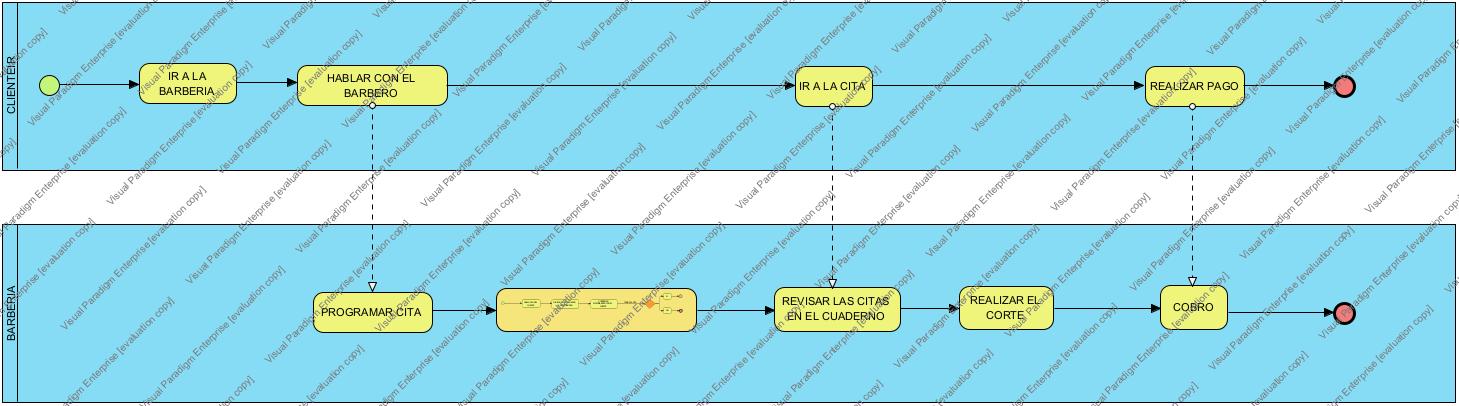 CLIENTEIR
IR A LA
BARBERIA
HABLAR CON EL
BARBERO
IR A LA CITA
REALIZAR PAGO
BARBERIA
PROGRAMAR CITA
REVISAR LAS CITAS
EN EL CUADERNO
REALIZAR EL
CORTE
COBRO
Visual Paradigm Enterprise [evaluation copy]